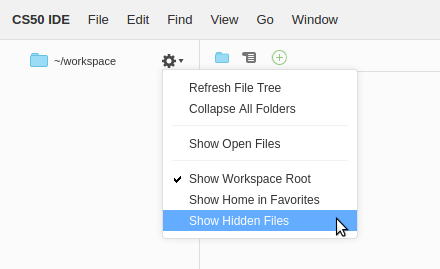 CS50 IDE File Edit Find View Go Window
~/workspace
Refresh File Tree
Collapse All Folders
Show Open Files
Show Workspace Root
Show Home in Favorites
Show Hidden Files